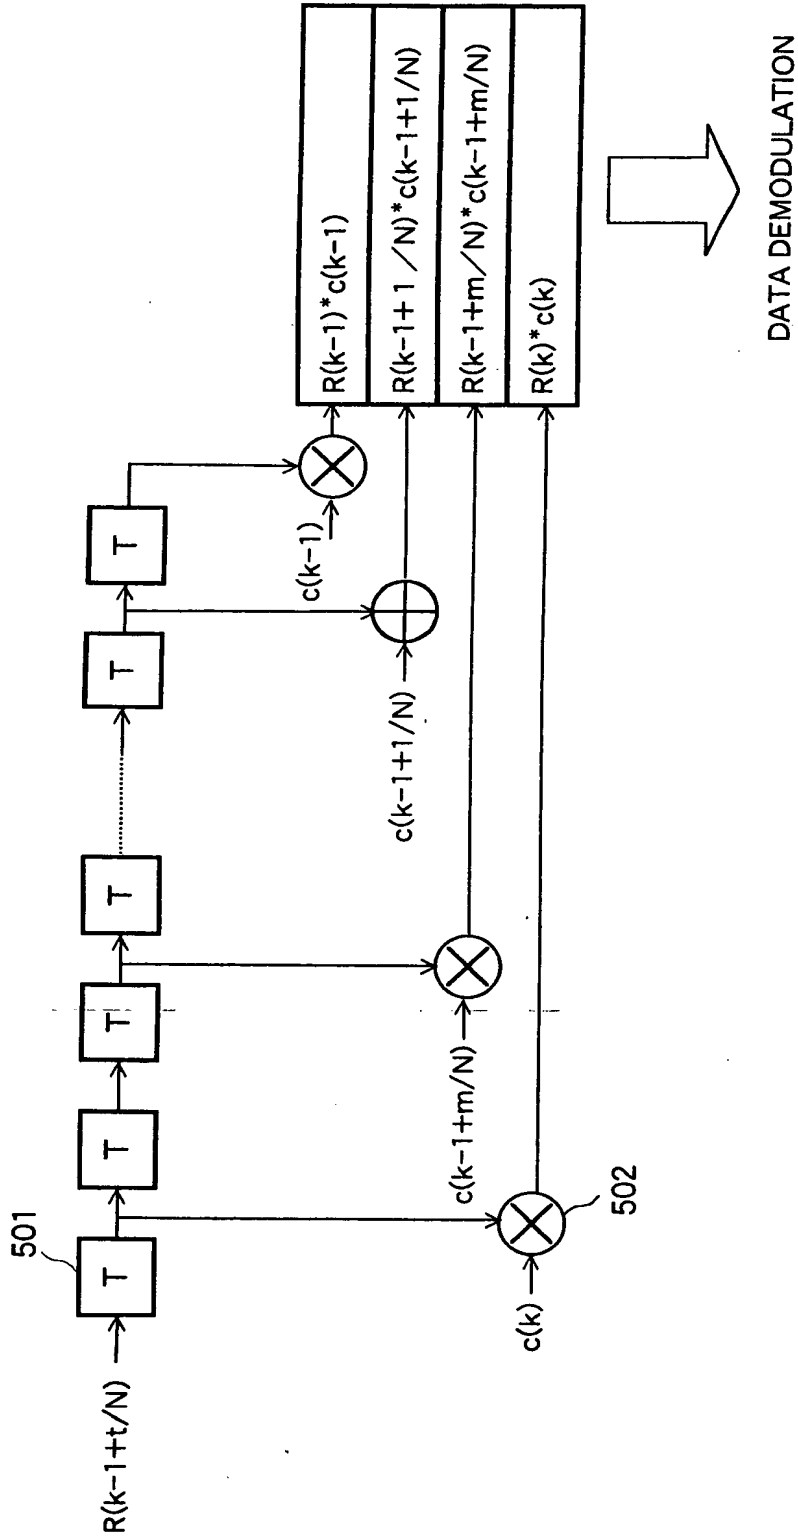 R(k-1+t/N)
501
T
T
T
T
T
T
c(k)
502
c(k-1+m/N)
c(k-1+1/N)
c(k-1)
R(k-1)*c(k-1)
R(k-1+1/N)*c(k-1+1/N)
R(k-1+m/N)*c(k-1+m/N)
R(k)*c(k)
DATA DEMODULATION